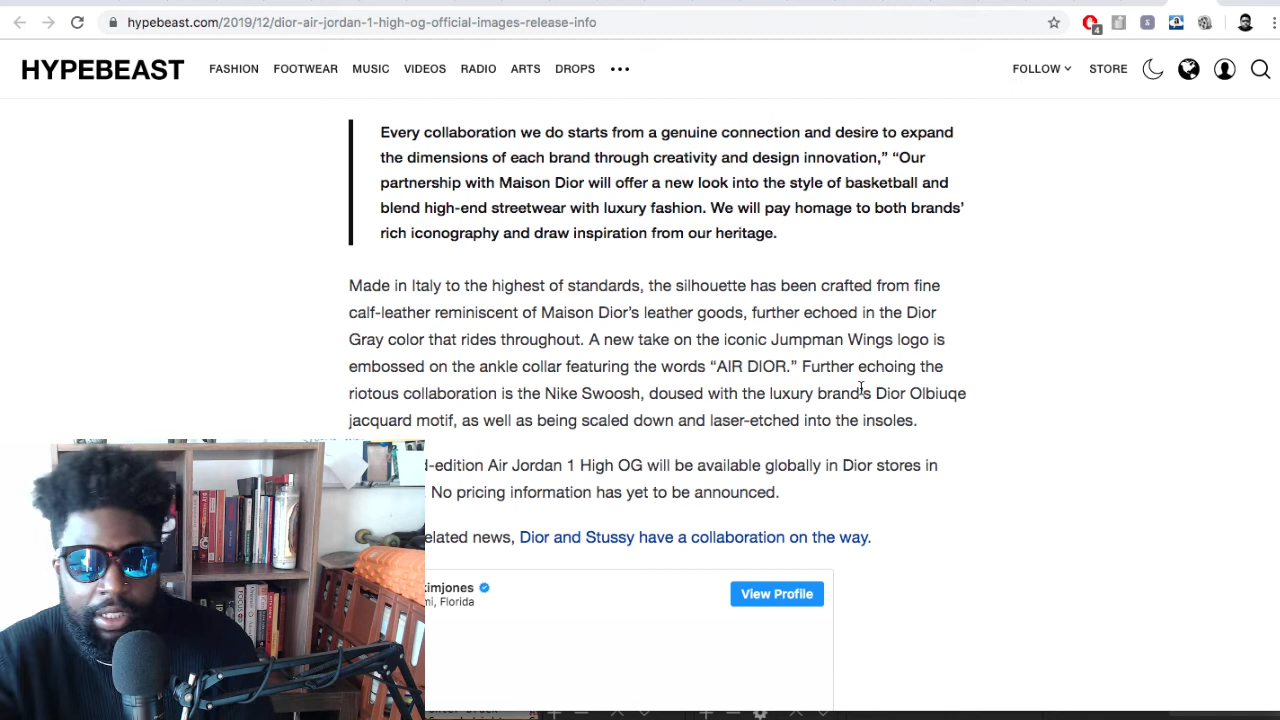 hypebeast.com/2019/12/dior-air-jordan-1-high-og-official-images-release-info
4
HYPEBEAST FASHION FOOTWEAR MUSIC VIDEOS RADIO ARTS DROPS ••• FOLLOW STORE
Every collaboration we do starts from a genuine connection and desire to expand
the dimensions of each brand through creativity and design innovation,” “Our
partnership with Maison Dior will offer a new look into the style of basketball and
blend high-end streetwear with luxury fashion. We will pay homage to both brands’
rich iconography and draw inspiration from our heritage.
Made in Italy to the highest of standards, the silhouette has been crafted from fine
calf-leather reminiscent of Maison Dior’s leather goods, further echoed in the Dior
Gray color that rides throughout. A new take on the iconic Jumpman Wings logo is
embossed on the ankle collar featuring the words “AIR DIOR.” Further echoing the
riotous collaboration is the Nike Swoosh, doused with the luxury brand’s Dior Olbiuqe
jacquard motif, as well as being scaled down and laser-etched into the insoles.
d-edition Air Jordan 1 High OG will be available globally in Dior stores in
No pricing information has yet to be announced.
elated news, Dior and Stussy have a collaboration on the way.
kimjones
mi, Florida
View Profile